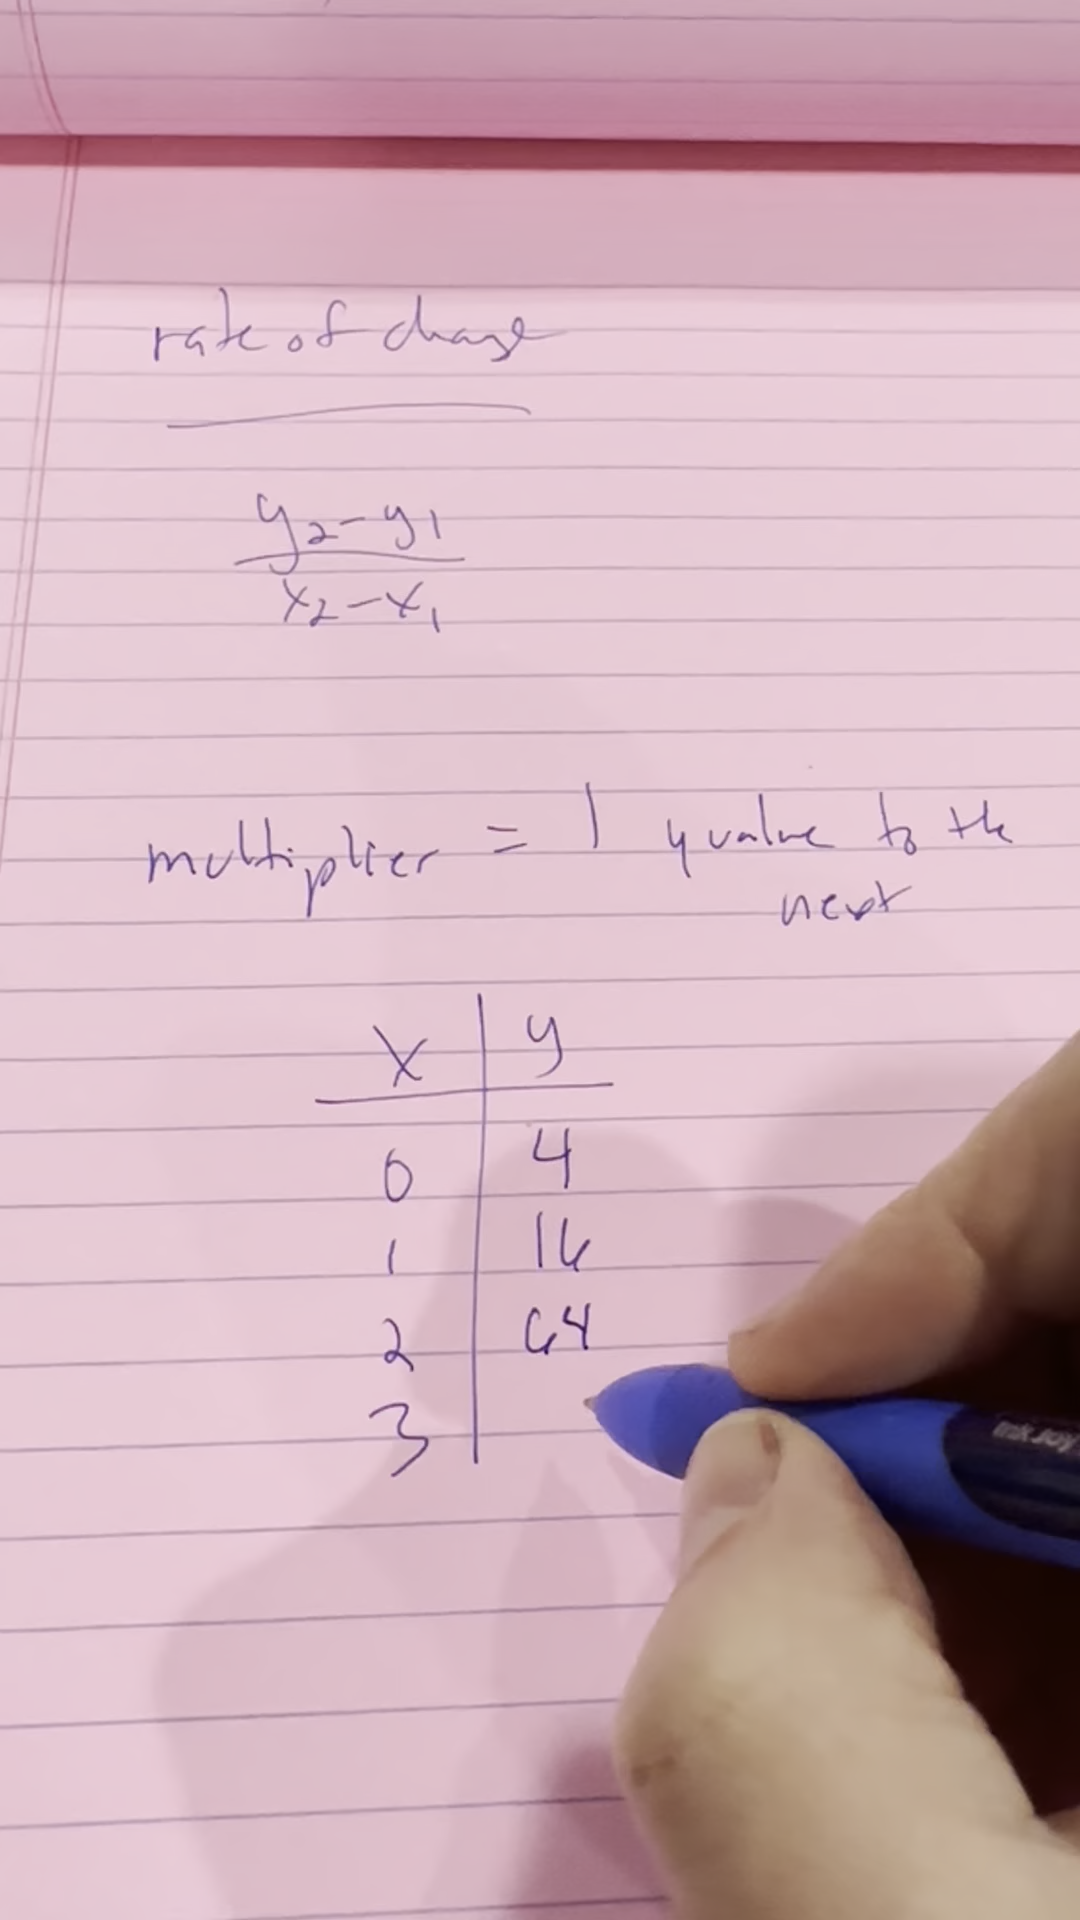 rate of change
y2-y1
x2-x1
multiplier = 1 y value to the
next
x y
0 4
1 16
2 64
3